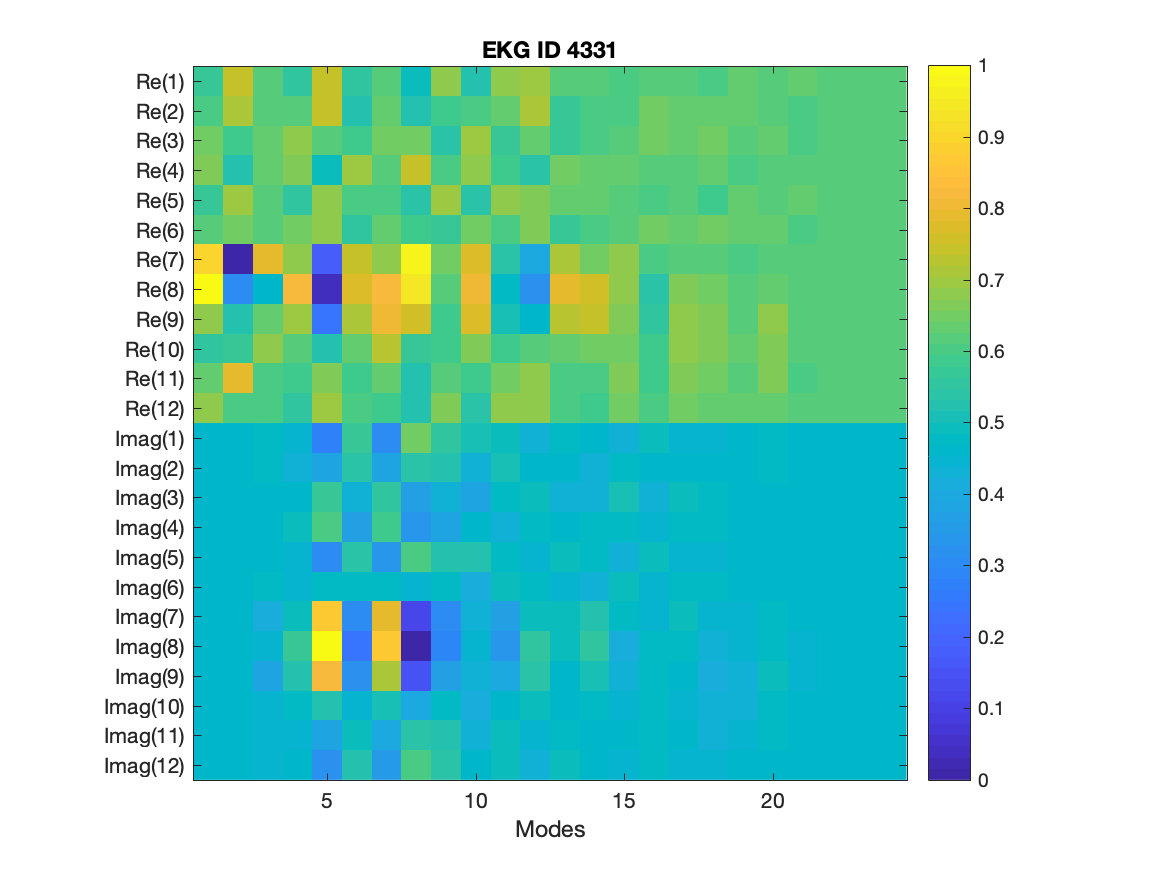 EKG ID 4331
Re(1)
Re(2)
Re(3)
Re(4)
Re(5)
Re(6)
Re(7)
Re(8)
Re(9)
Re(10)
Re(11)
Re(12)
Imag(1)
Imag(2)
Imag(3)
Imag(4)
Imag(5)
Imag(6)
Imag(7)
Imag(8)
Imag(9)
Imag(10)
Imag(11)
Imag(12)
5 10 15 20
Modes
1
0.9
0.8
0.7
0.6
0.5
0.4
0.3
0.2
0.1
0